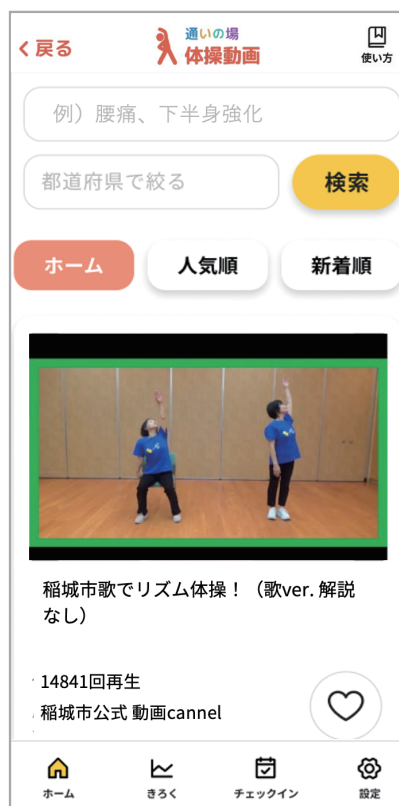 戻る
通いの場
体操動画
使い方
例）腰痛、下半身強化
都道府県で絞る
検索
ホーム
人気順
新着順
稲城市歌でリズム体操！（歌ver. 解説
なし）
14841回再生
稲城市公式 動画cannel
ホーム
きろく
チェックイン
設定